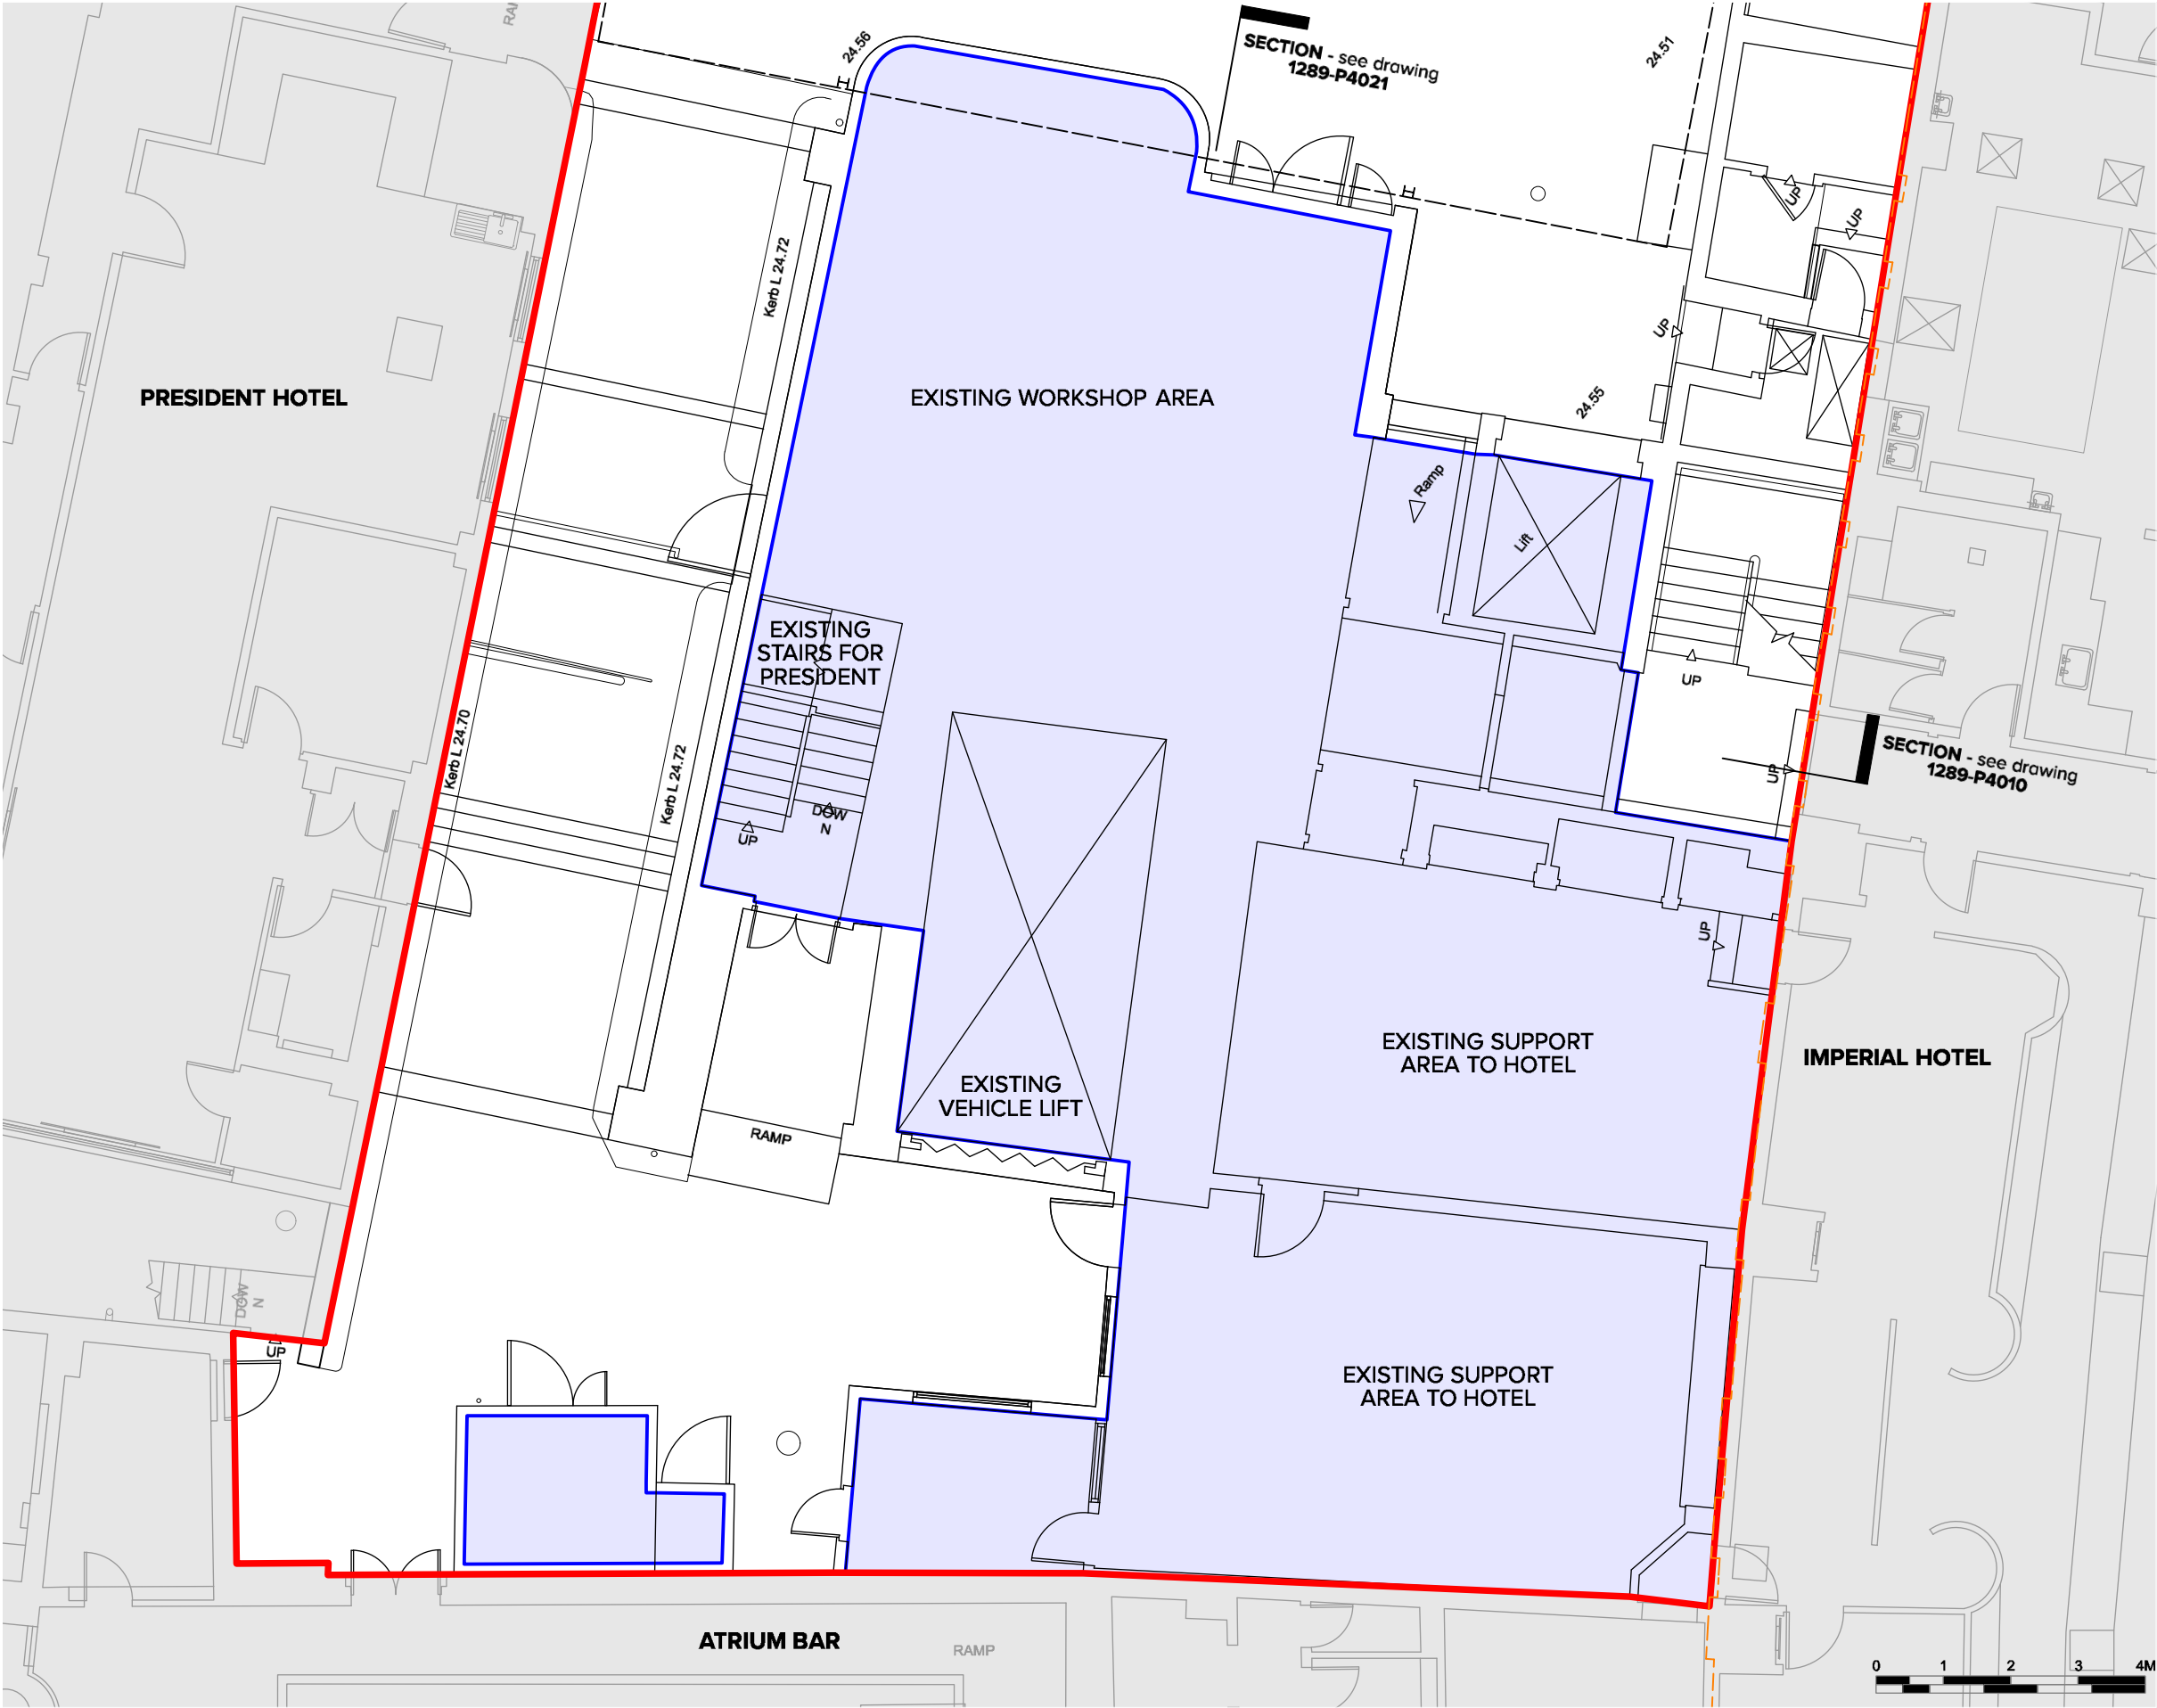 RA
24.56
SECTION - see drawing
1289-P4021
24.51
UP
UP
Kerb L 24.72
UP
PRESIDENT HOTEL
EXISTING WORKSHOP AREA
24.55
Ramp
Lift
EXISTING
STAIRS FOR
PRESIDENT
UP
Kerb L 24.70
Kerb L 24.72
SECTION - see drawing
1289-P4010
UP
DOW
N
UP
UP
EXISTING SUPPORT
AREA TO HOTEL
IMPERIAL HOTEL
EXISTING
VEHICLE LIFT
RAMP
DOW
N
UP
EXISTING SUPPORT
AREA TO HOTEL
ATRIUM BAR
RAMP
0 1 2 3 4M